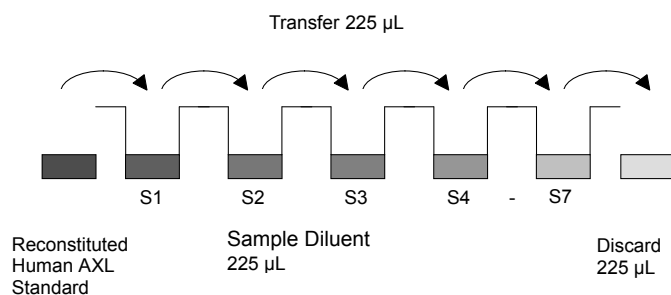 Transfer 225 µL
S1 S2 S3 S4 - S7
Reconstituted
Human AXL
Standard
Sample Diluent
225 µL
Discard
225 µL